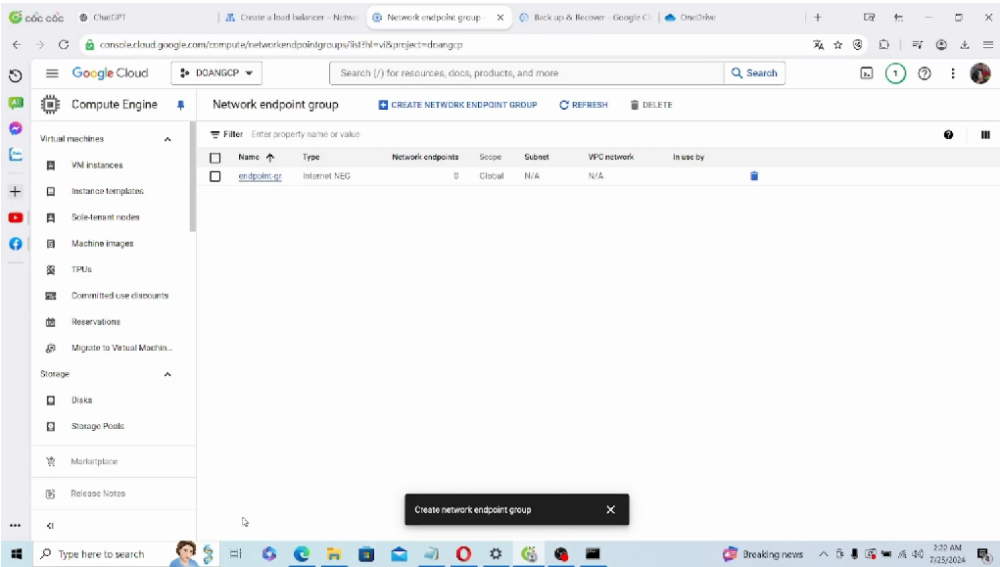 cốc cốc
ChatGPT
Create a load balancer - Netwo
Network endpoint group
Back up & Recover - Google Cl
OneDrive
console.cloud.google.com/compute/networkendpointgroups/list?hl=vi&project=doangcp
Google Cloud
DOANGCP
Search (/) for resources, docs, products, and more
Search
1
Compute Engine
Network endpoint group
CREATE NETWORK ENDPOINT GROUP
REFRESH
DELETE
Virtual machines
VM instances
Instance templates
Sole-tenant nodes
Machine images
TPUs
Committed use discounts
Reservations
Migrate to Virtual Machin...
Storage
Disks
Storage Pools
Marketplace
Release Notes
Filter Enter property name or value
Name Type Network endpoints Scope Subnet VPC network In use by
endpoint-gr Internet NEG 0 Global N/A N/A
Create network endpoint group
Type here to search
Breaking news
2:22 AM
7/25/2024